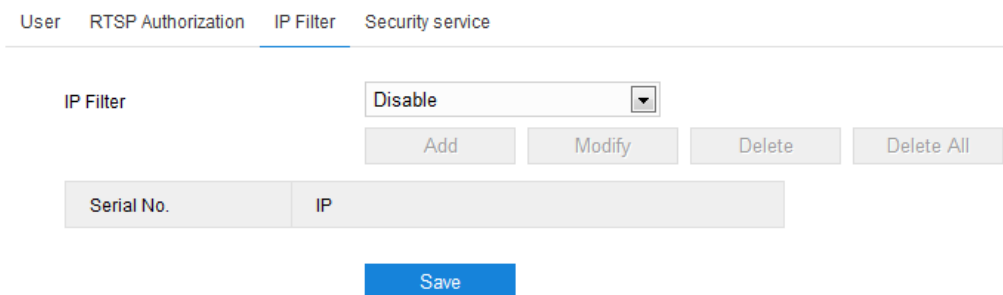 User RTSP Authorization IP Filter Security service
IP Filter Disable
Add Modify Delete Delete All
Serial No. IP
Save